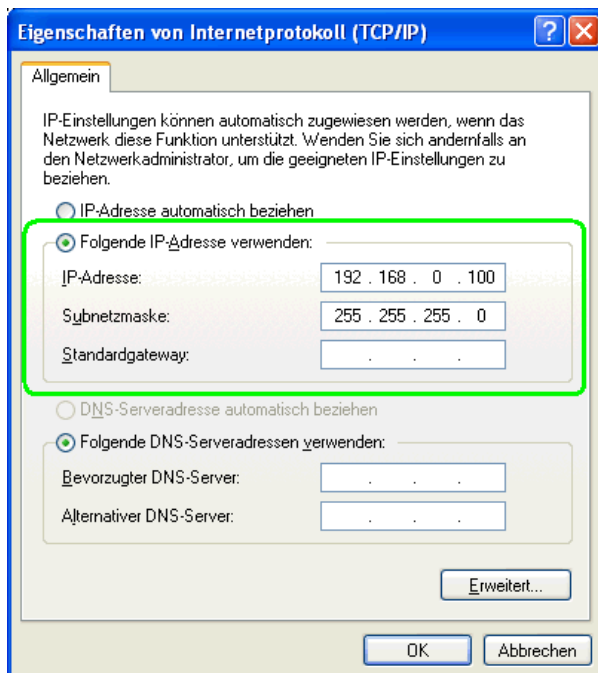 Eigenschaften von Internetprotokoll (TCP/IP)
Allgemein
IP-Einstellungen können automatisch zugewiesen werden, wenn das
Netzwerk diese Funktion unterstützt. Wenden Sie sich andernfalls an
den Netzwerkadministrator, um die geeigneten IP-Einstellungen zu
beziehen.
IP-Adresse automatisch beziehen
Folgende IP-Adresse verwenden:
IP-Adresse: 192 . 168 . 0 . 100
Subnetzmaske: 255 . 255 . 255 . 0
Standardgateway: . . .
DNS-Serveradresse automatisch beziehen
Folgende DNS-Serveradressen verwenden:
Bevorzugter DNS-Server: . . .
Alternativer DNS-Server: . . .
Erweitert...
OK Abbrechen